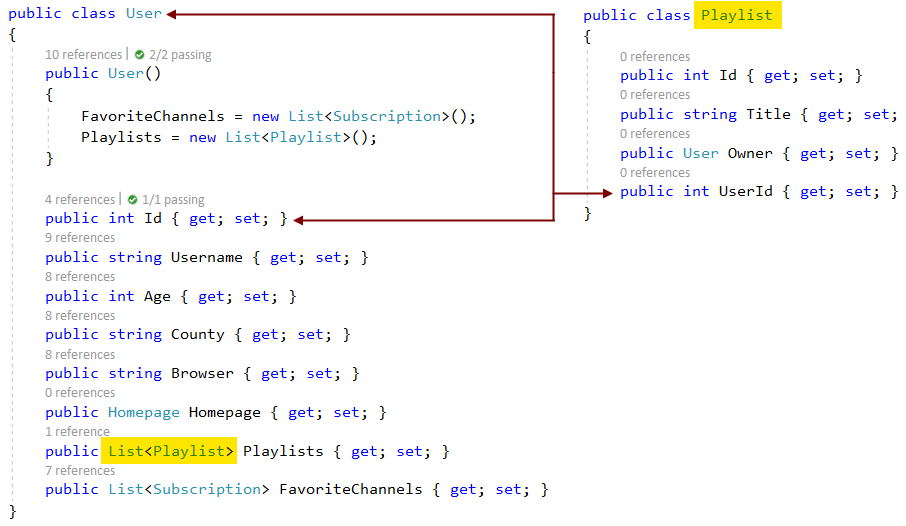 public class User
{
10 references | 2/2 passing
public User()
{
FavoriteChannels = new List<Subscription>();
Playlists = new List<Playlist>();
}
4 references | 1/1 passing
public int Id { get; set; }
9 references
public string Username { get; set; }
8 references
public int Age { get; set; }
8 references
public string County { get; set; }
8 references
public string Browser { get; set; }
0 references
public Homepage Homepage { get; set; }
1 reference
public List<Playlist> Playlists { get; set; }
7 references
public List<Subscription> FavoriteChannels { get; set; }
}
public class Playlist
{
0 references
public int Id { get; set; }
0 references
public string Title { get; set;
0 references
public User Owner { get; set; }
0 references
public int UserId { get; set; }
}